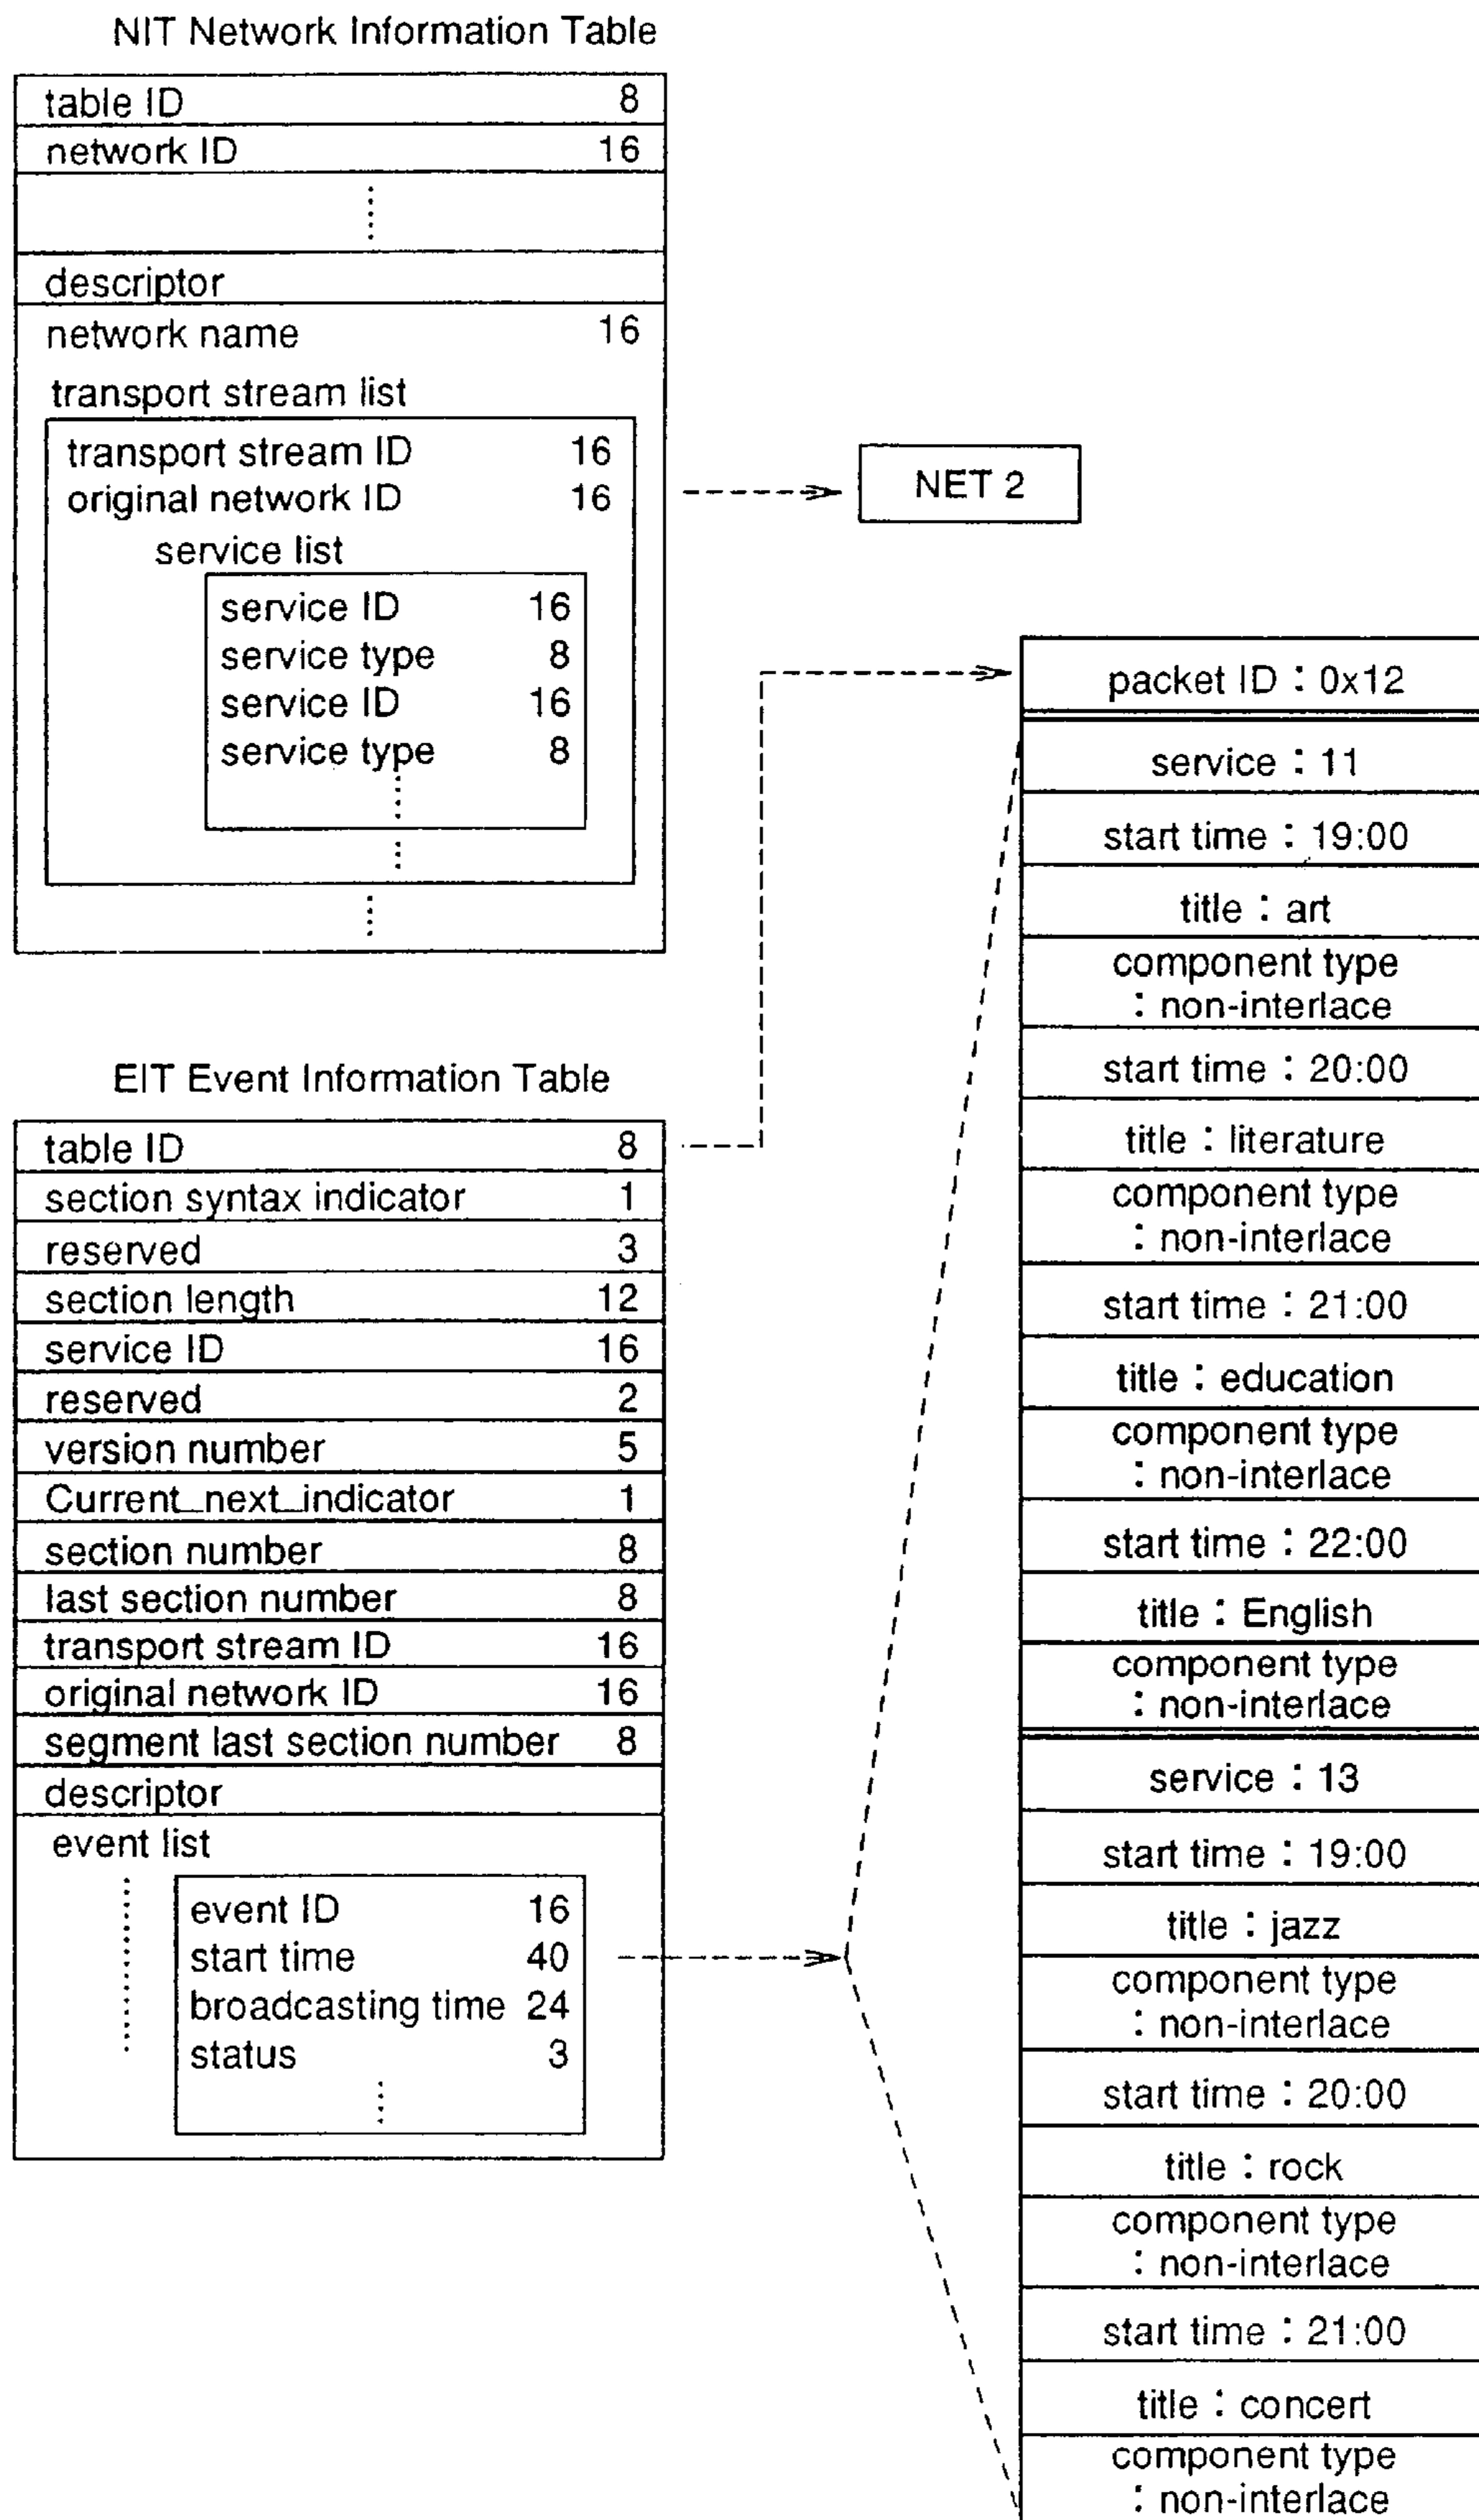 NIT Network Information Table
table ID 8
network ID 16
descriptor
network name 16
transport stream list
transport stream ID 16
original network ID 16
service list
service ID 16
service type 8
service ID 16
service type 8
NET 2
EIT Event Information Table
table ID 8
section syntax indicator 1
reserved 3
section length 12
service ID 16
reserved 2
version number 5
Current_next_indicator 1
section number 8
last section number 8
transport stream ID 16
original network ID 16
segment last section number 8
descriptor
event list
event ID 16
start time 40
broadcasting time 24
status 3
packet ID : 0x12
service : 11
start time : 19:00
title : art
component type
: non-interlace
start time : 20:00
title : literature
component type
: non-interlace
start time : 21:00
title : education
component type
: non-interlace
start time : 22:00
title : English
component type
: non-interlace
service : 13
start time : 19:00
title : jazz
component type
: non-interlace
start time : 20:00
title : rock
component type
: non-interlace
start time : 21:00
title : concert
component type
: non-interlace